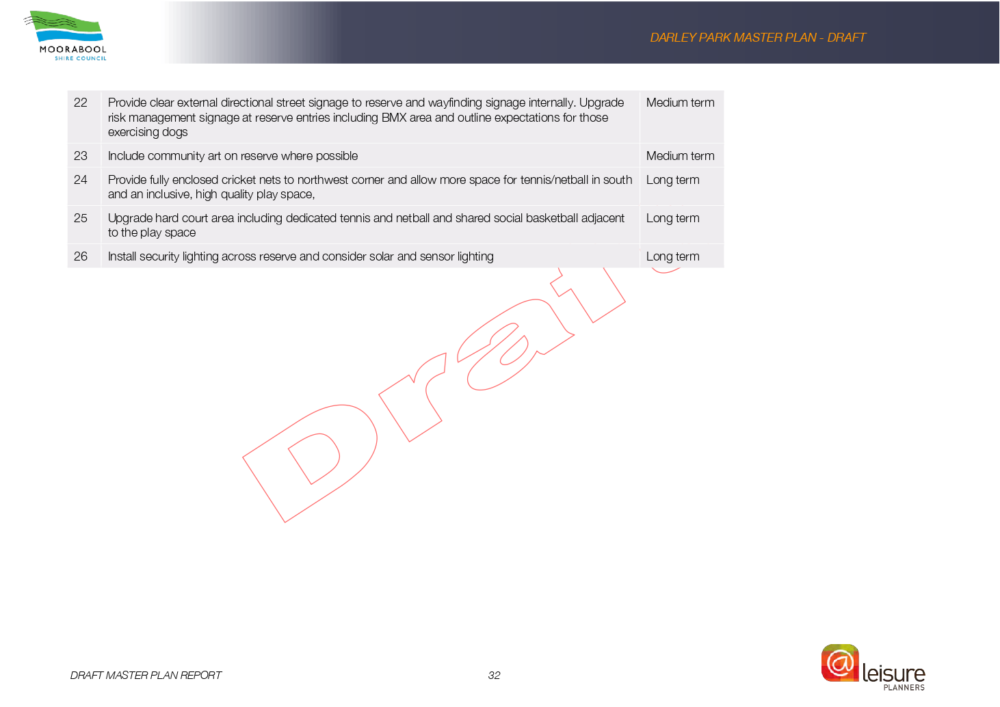 MOORABOOL
SHIRE COUNCIL
DARLEY PARK MASTER PLAN - DRAFT
22 Provide clear external directional street signage to reserve and wayfinding signage internally. Upgrade Medium term
risk management signage at reserve entries including BMX area and outline expectations for those
exercising dogs
23 Include community art on reserve where possible Medium term
24 Provide fully enclosed cricket nets to northwest corner and allow more space for tennis/netball in south Long term
and an inclusive, high quality play space,
25 Upgrade hard court area including dedicated tennis and netball and shared social basketball adjacent Long term
to the play space
26 Install security lighting across reserve and consider solar and sensor lighting Long term
Draft
DRAFT MASTER PLAN REPORT 32
@leisure
PLANNERS